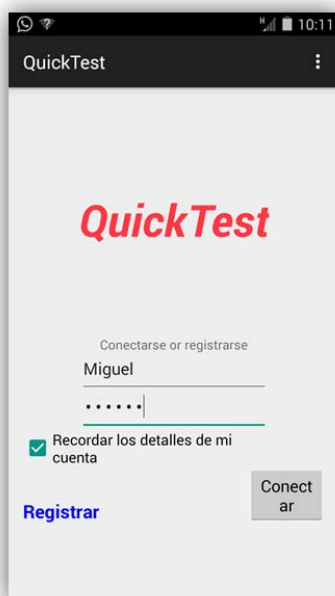 H 10:11
QuickTest
QuickTest
Conectarse or registrarse
Miguel
••••••
Recordar los detalles de mi
cuenta
Conect
ar
Registrar